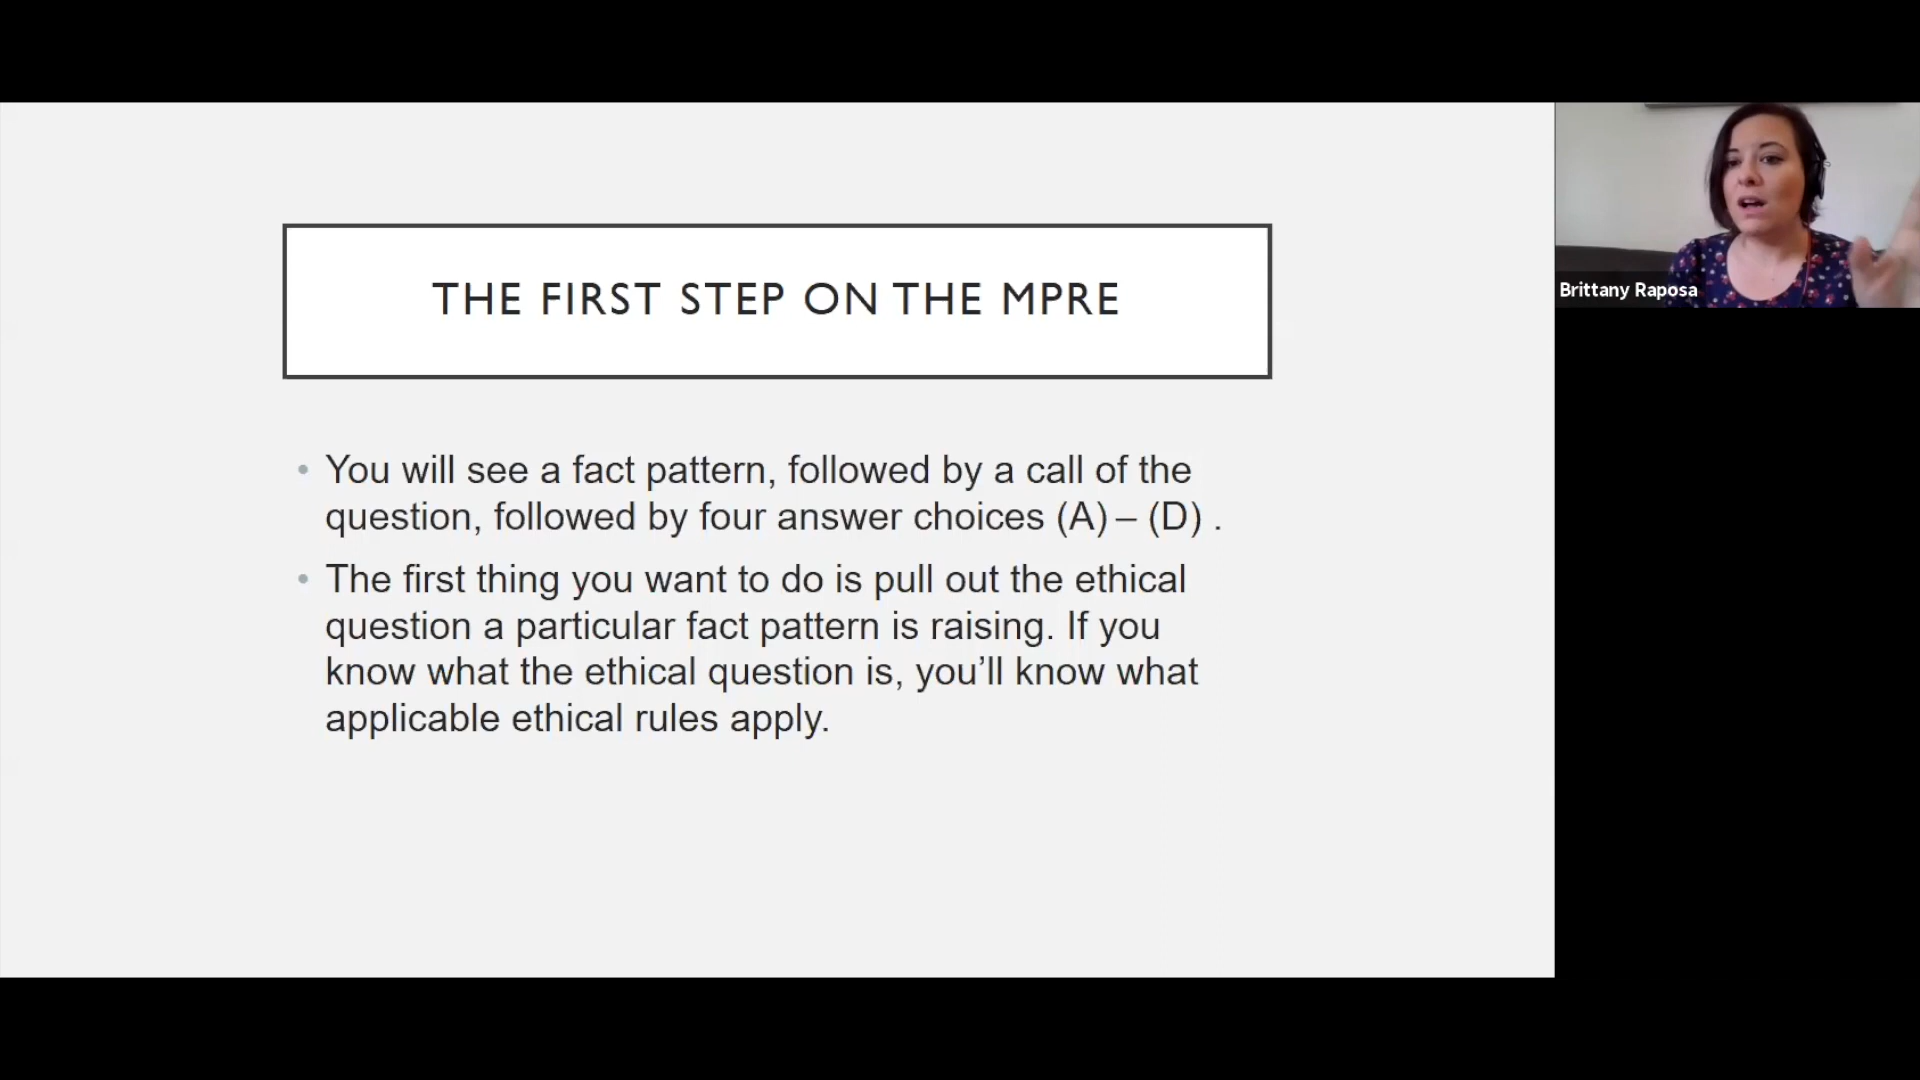 THE FIRST STEP ON THE MPRE
• You will see a fact pattern, followed by a call of the
question, followed by four answer choices (A) – (D) .
• The first thing you want to do is pull out the ethical
question a particular fact pattern is raising. If you
know what the ethical question is, you’ll know what
applicable ethical rules apply.
Brittany Raposa